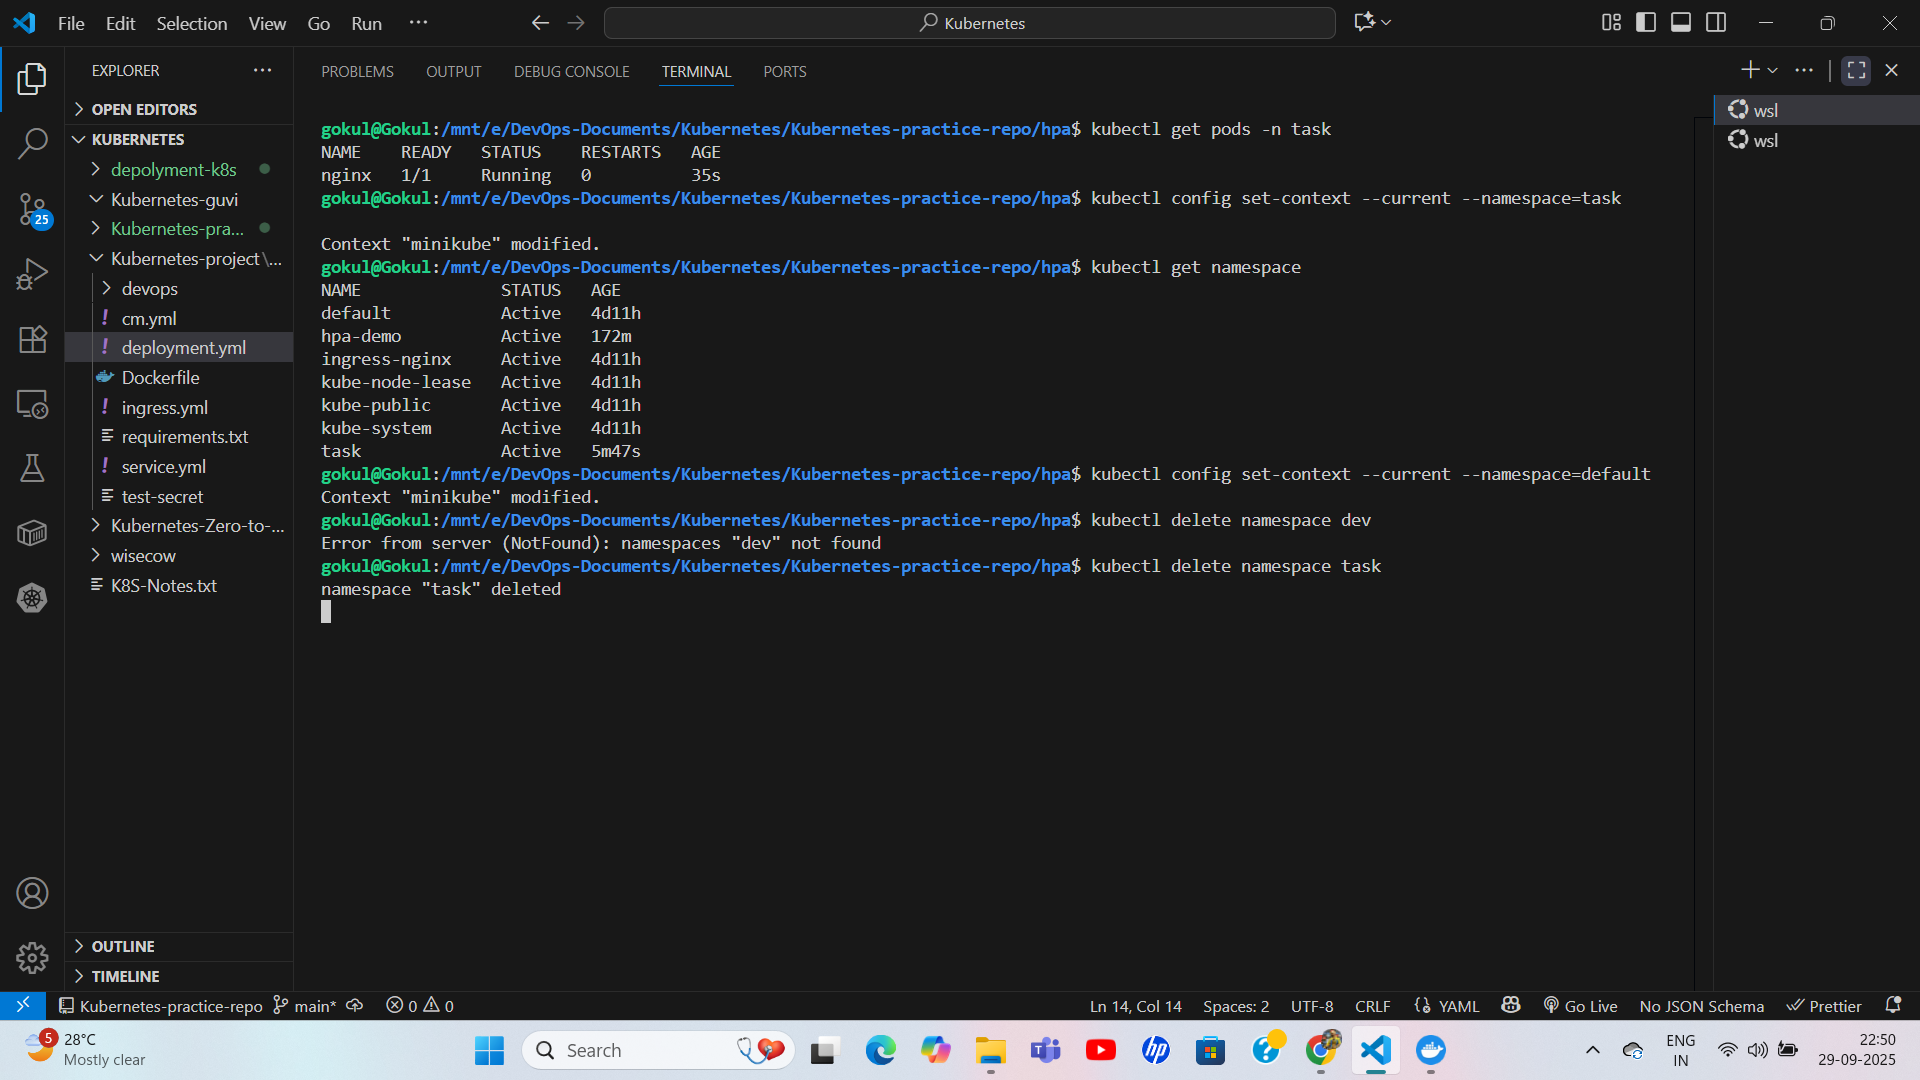 File Edit Selection View Go Run ···
Kubernetes
EXPLORER ···
OPEN EDITORS
KUBERNETES
depolyment-k8s
Kubernetes-guvi
Kubernetes-pra...
Kubernetes-project\...
devops
! cm.yml
! deployment.yml
Dockerfile
! ingress.yml
requirements.txt
! service.yml
test-secret
Kubernetes-Zero-to-...
wisecow
K8S-Notes.txt
OUTLINE
TIMELINE
25
PROBLEMS OUTPUT DEBUG CONSOLE TERMINAL PORTS
gokul@Gokul:/mnt/e/DevOps-Documents/Kubernetes/Kubernetes-practice-repo/hpa$ kubectl get pods -n task
NAME READY STATUS RESTARTS AGE
nginx 1/1 Running 0 35s
gokul@Gokul:/mnt/e/DevOps-Documents/Kubernetes/Kubernetes-practice-repo/hpa$ kubectl config set-context --current --namespace=task
Context "minikube" modified.
gokul@Gokul:/mnt/e/DevOps-Documents/Kubernetes/Kubernetes-practice-repo/hpa$ kubectl get namespace
NAME STATUS AGE
default Active 4d11h
hpa-demo Active 172m
ingress-nginx Active 4d11h
kube-node-lease Active 4d11h
kube-public Active 4d11h
kube-system Active 4d11h
task Active 5m47s
gokul@Gokul:/mnt/e/DevOps-Documents/Kubernetes/Kubernetes-practice-repo/hpa$ kubectl config set-context --current --namespace=default
Context "minikube" modified.
gokul@Gokul:/mnt/e/DevOps-Documents/Kubernetes/Kubernetes-practice-repo/hpa$ kubectl delete namespace dev
Error from server (NotFound): namespaces "dev" not found
gokul@Gokul:/mnt/e/DevOps-Documents/Kubernetes/Kubernetes-practice-repo/hpa$ kubectl delete namespace task
namespace "task" deleted
wsl
wsl
Kubernetes-practice-repo main* 0 0 Ln 14, Col 14 Spaces: 2 UTF-8 CRLF {} YAML Go Live No JSON Schema Prettier
5
28°C
Mostly clear
Search
hp
ENG
IN
22:50
29-09-2025